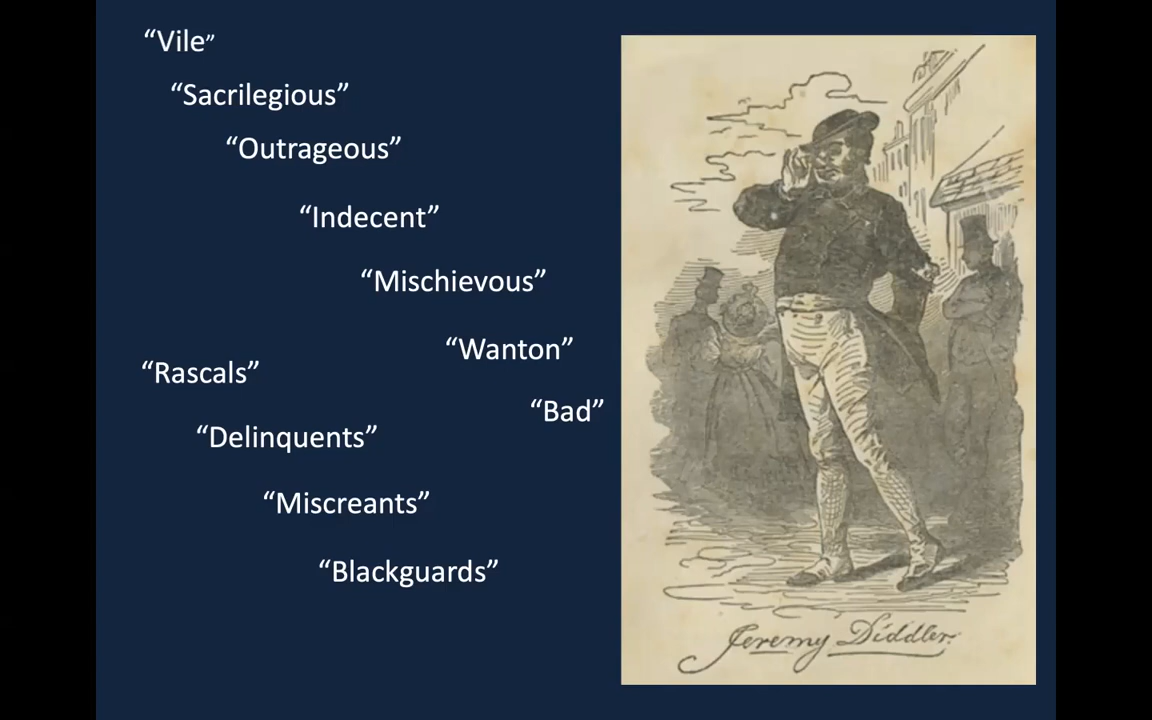 “Vile”
“Sacrilegious”
“Outrageous”
“Indecent”
“Mischievous”
“Wanton”
“Bad”
“Rascals”
“Delinquents”
“Miscreants”
“Blackguards”
Jeremy Diddler.